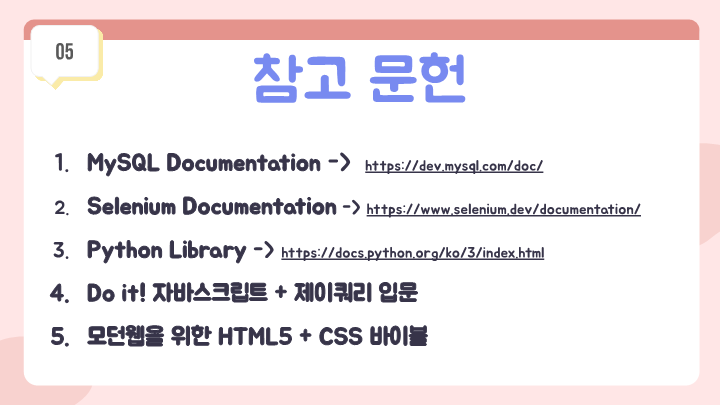 05
참고 문헌
1. MySQL Documentation -> https://dev.mysql.com/doc/
2. Selenium Documentation -> https://www.selenium.dev/documentation/
3. Python Library -> https://docs.python.org/ko/3/index.html
4. Do it! 자바스크립트 + 제이쿼리 입문
5. 모던웹을 위한 HTML5 + CSS 바이블